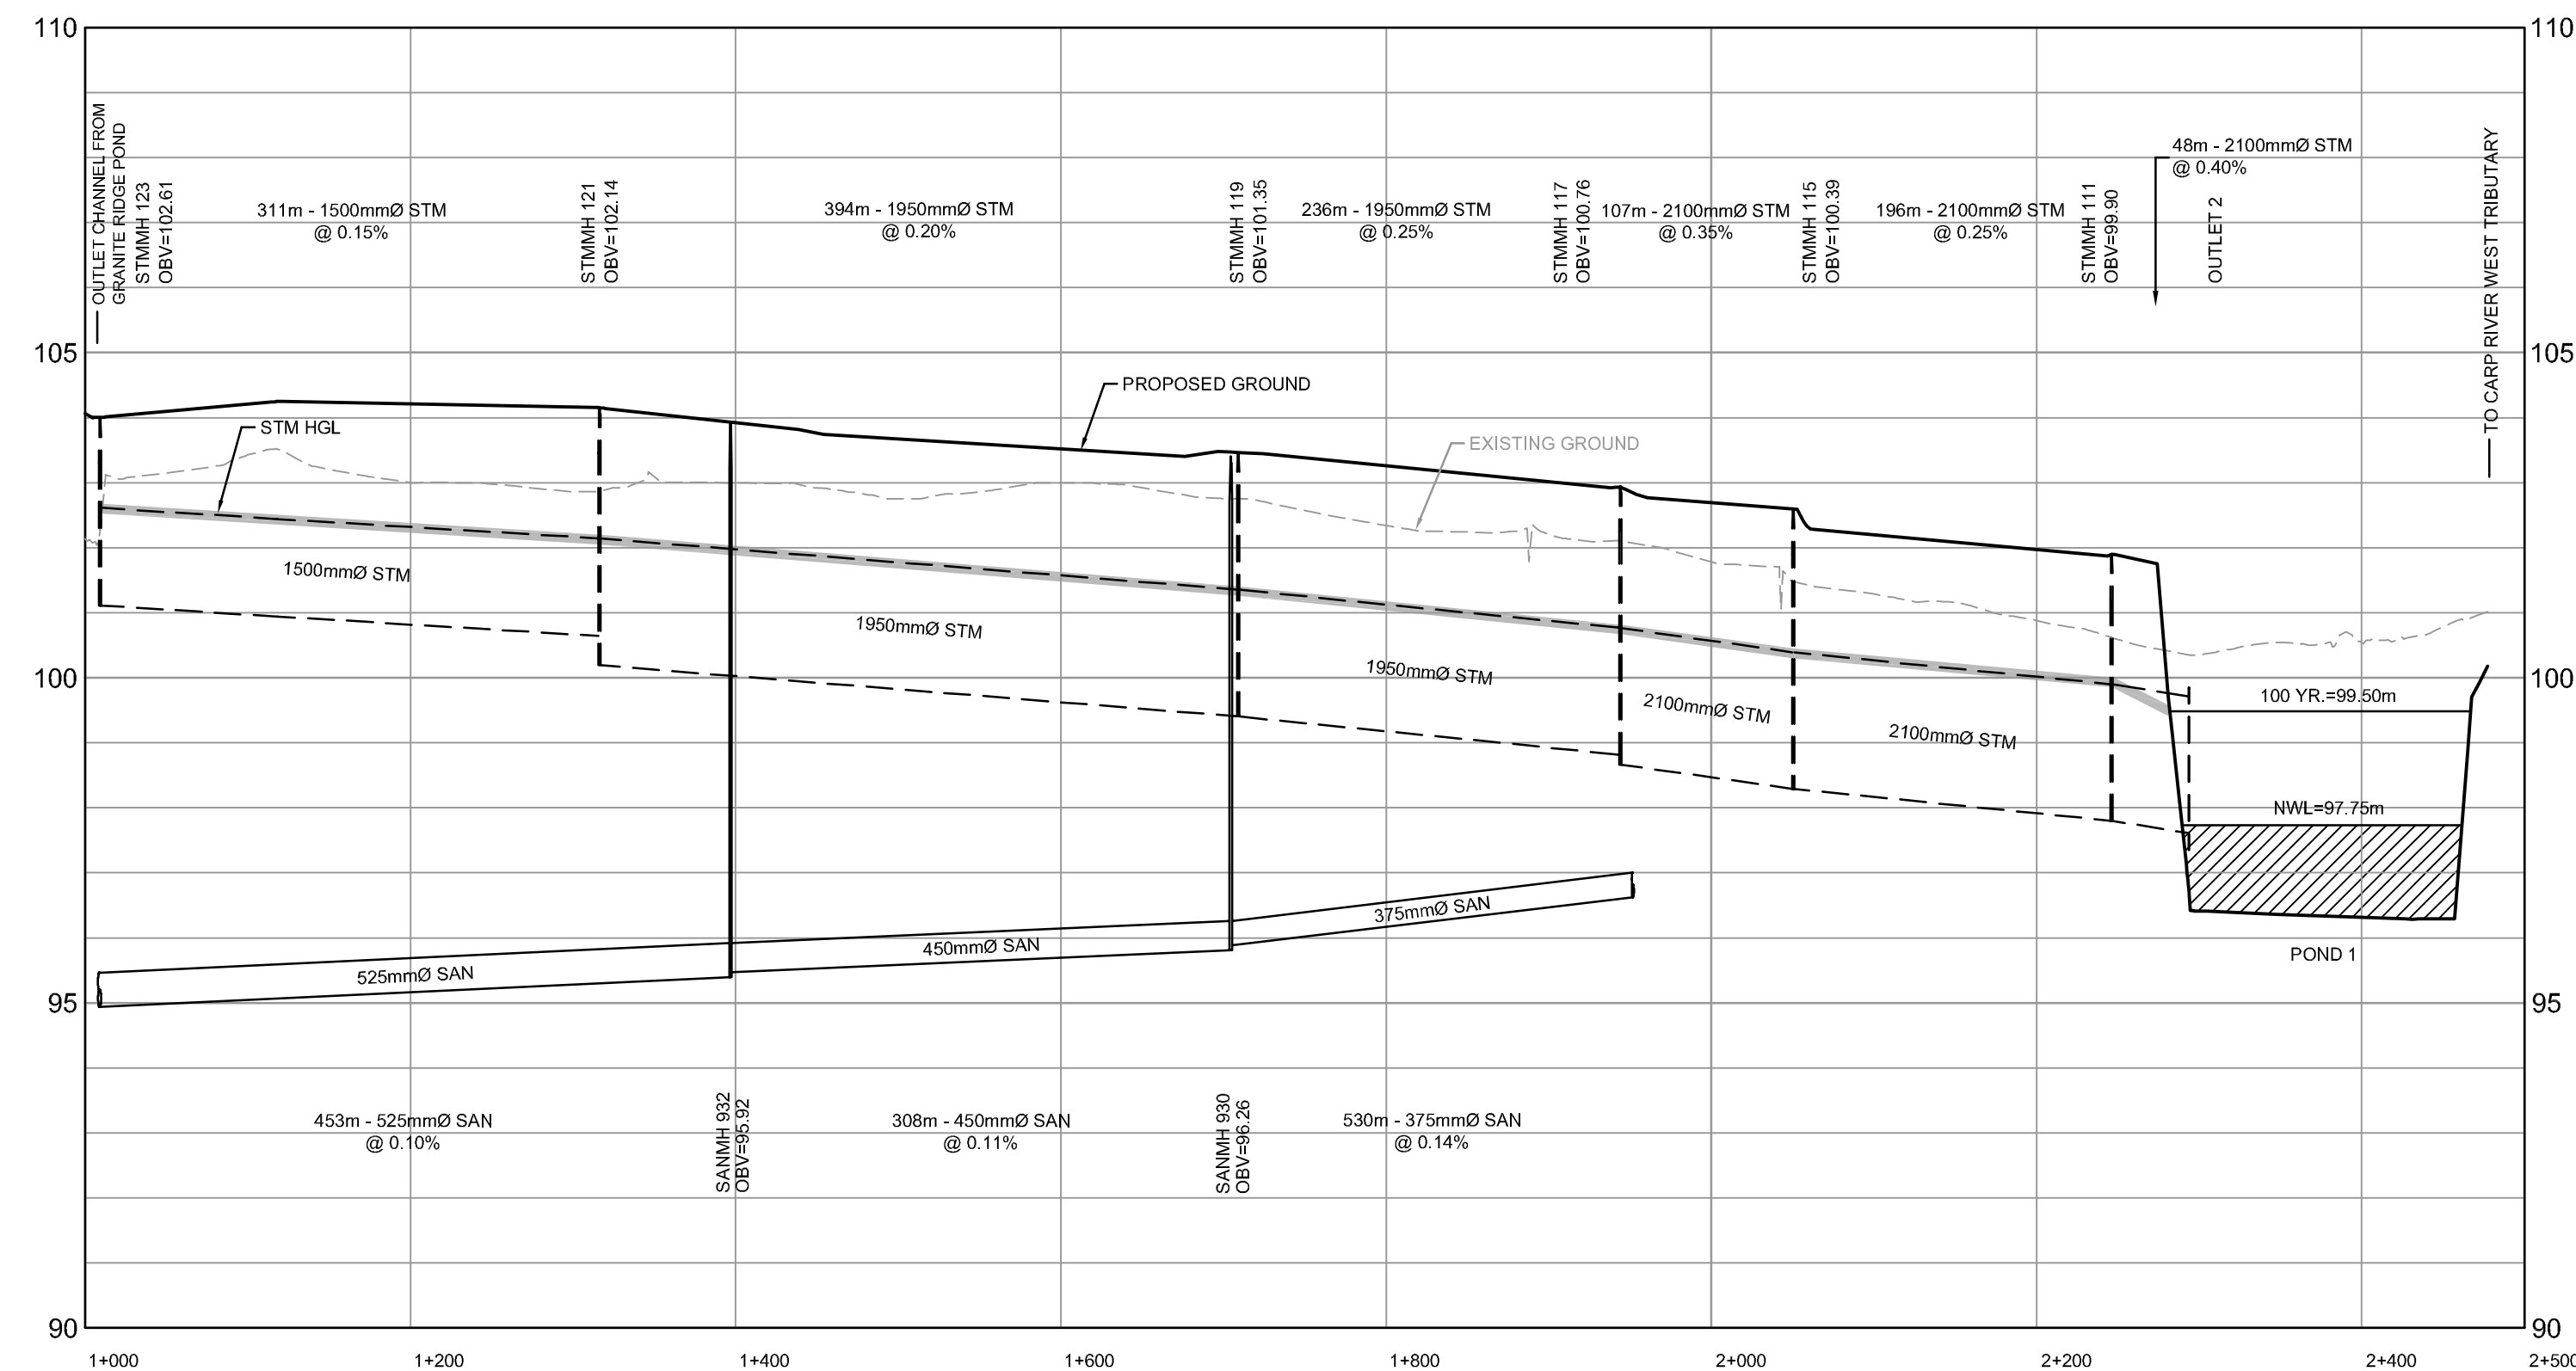 110
110
OUTLET CHANNEL FROM
GRANITE RIDGE POND
STMMH 123
OBV=102.61
311m - 1500mmØ STM
@ 0.15%
STMMH 121
OBV=102.14
394m - 1950mmØ STM
@ 0.20%
STMMH 119
OBV=101.35
236m - 1950mmØ STM
@ 0.25%
STMMH 117
OBV=100.76
107m - 2100mmØ STM
@ 0.35%
STMMH 115
OBV=100.39
196m - 2100mmØ STM
@ 0.25%
STMMH 111
OBV=99.90
48m - 2100mmØ STM
@ 0.40%
OUTLET 2
TO CARP RIVER WEST TRIBUTARY
105
105
PROPOSED GROUND
STM HGL
EXISTING GROUND
1500mmØ STM
1950mmØ STM
1950mmØ STM
2100mmØ STM
2100mmØ STM
100
100
100 YR.=99.50m
NWL=97.75m
POND 1
525mmØ SAN
450mmØ SAN
375mmØ SAN
95
95
453m - 525mmØ SAN
@ 0.10%
SANMH 932
OBV=95.92
308m - 450mmØ SAN
@ 0.11%
SANMH 930
OBV=96.26
530m - 375mmØ SAN
@ 0.14%
90
90
1+000
1+200
1+400
1+600
1+800
2+000
2+200
2+400
2+500